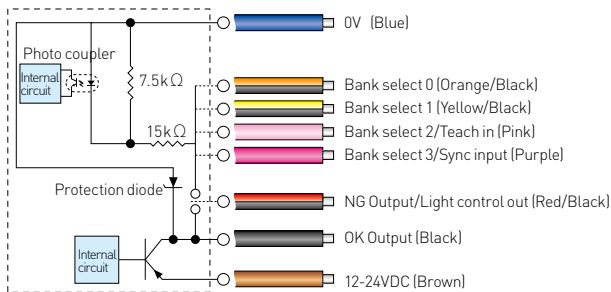 0V (Blue)
Photo coupler
Internal
circuit
7.5kΩ
Bank select 0 (Orange/Black)
Bank select 1 (Yellow/Black)
15kΩ
Bank select 2/Teach in (Pink)
Bank select 3/Sync input (Purple)
Protection diode
NG Output/Light control out (Red/Black)
OK Output (Black)
Internal
circuit
12-24VDC (Brown)